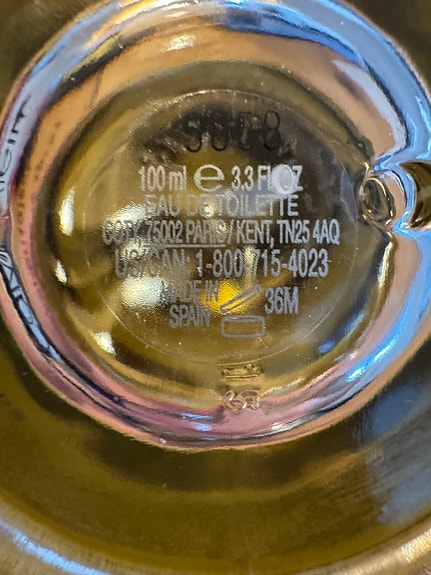 100 ml e 3.3 Fl OZ
EAU DE TOILETTE
COTY, 75002 PARIS / KENT, TN25 4AQ
US/CAN: 1-800 715-4023
MADE IN
SPAIN
36M